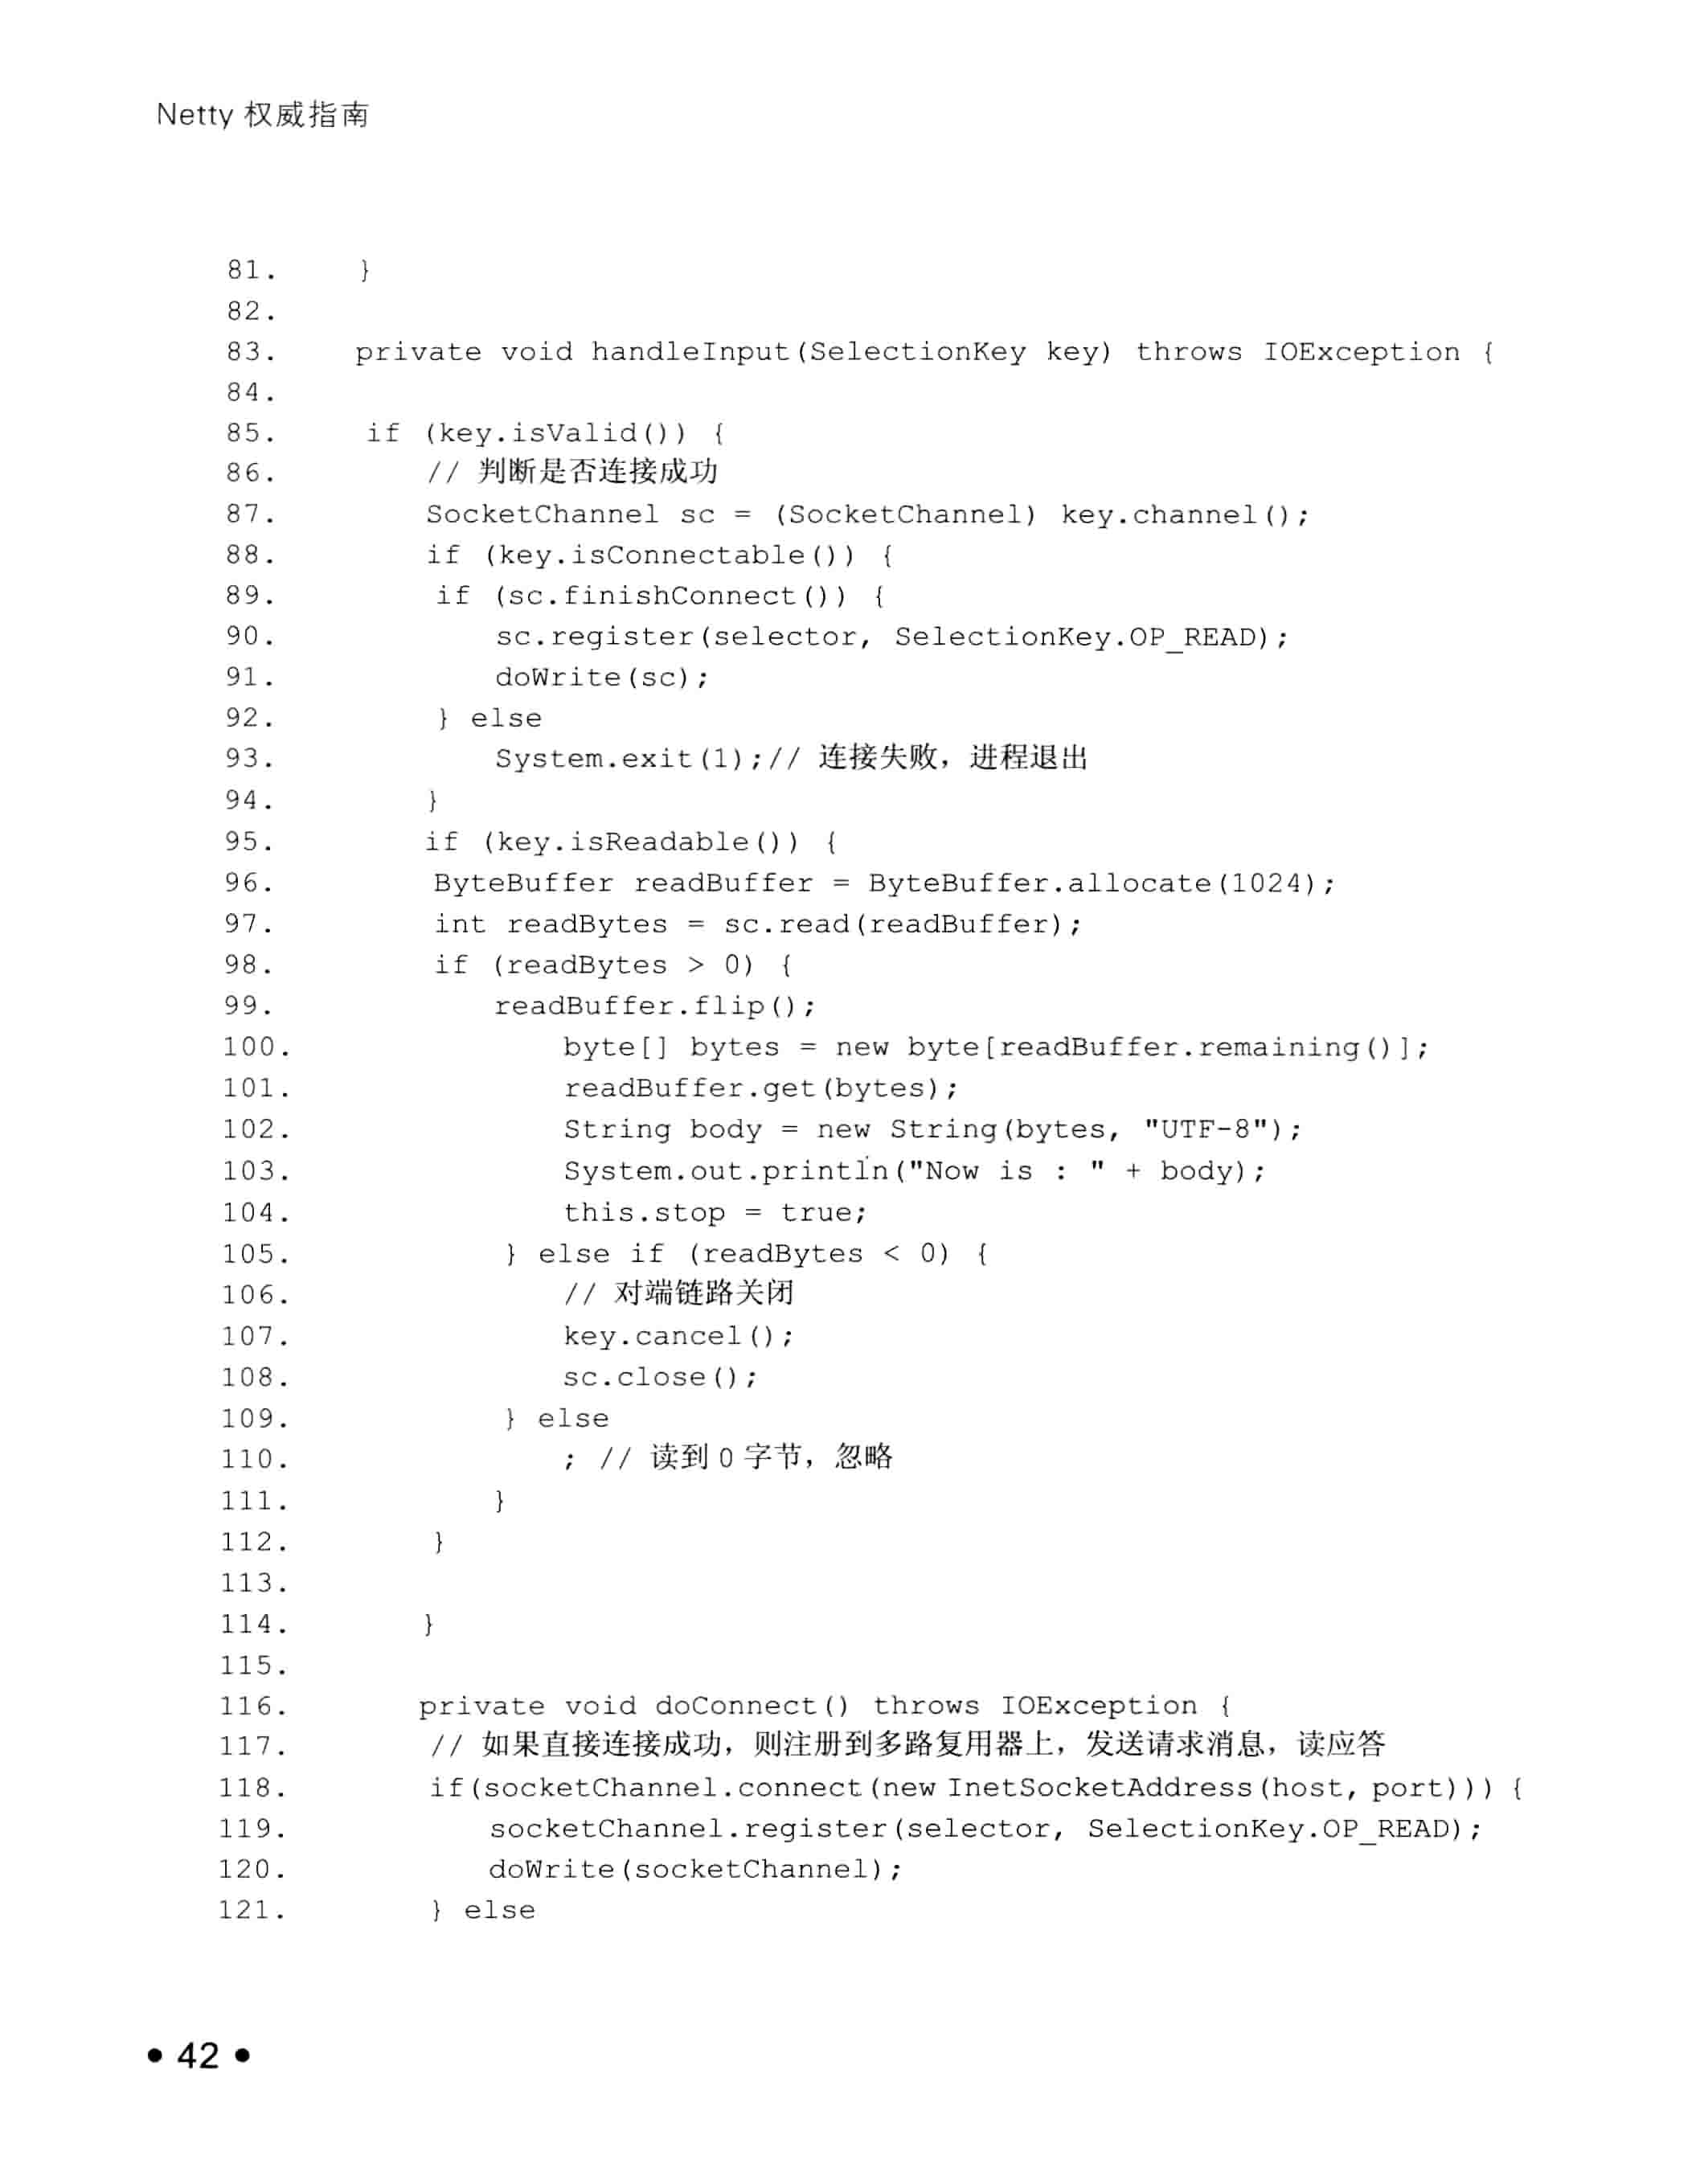 Netty 权威指南
81. }
82.
83. private void handleInput(SelectionKey key) throws IOException {
84.
85. if (key.isValid()) {
86. // 判断是否连接成功
87. SocketChannel sc = (SocketChannel) key.channel();
88. if (key.isConnectable()) {
89. if (sc.finishConnect()) {
90. sc.register(selector, SelectionKey.OP_READ);
91. doWrite(sc);
92. } else
93. System.exit(1);// 连接失败，进程退出
94. }
95. if (key.isReadable()) {
96. ByteBuffer readBuffer = ByteBuffer.allocate(1024);
97. int readBytes = sc.read(readBuffer);
98. if (readBytes > 0) {
99. readBuffer.flip();
100. byte[] bytes = new byte[readBuffer.remaining()];
101. readBuffer.get(bytes);
102. String body = new String(bytes, "UTF-8");
103. System.out.println("Now is : " + body);
104. this.stop = true;
105. } else if (readBytes < 0) {
106. // 对端链路关闭
107. key.cancel();
108. sc.close();
109. } else
110. ; // 读到 0 字节，忽略
111. }
112. }
113.
114. }
115.
116. private void doConnect() throws IOException {
117. // 如果直接连接成功，则注册到多路复用器上，发送请求消息，读应答
118. if(socketChannel.connect(new InetSocketAddress(host, port))) {
119. socketChannel.register(selector, SelectionKey.OP_READ);
120. doWrite(socketChannel);
121. } else
• 42 •